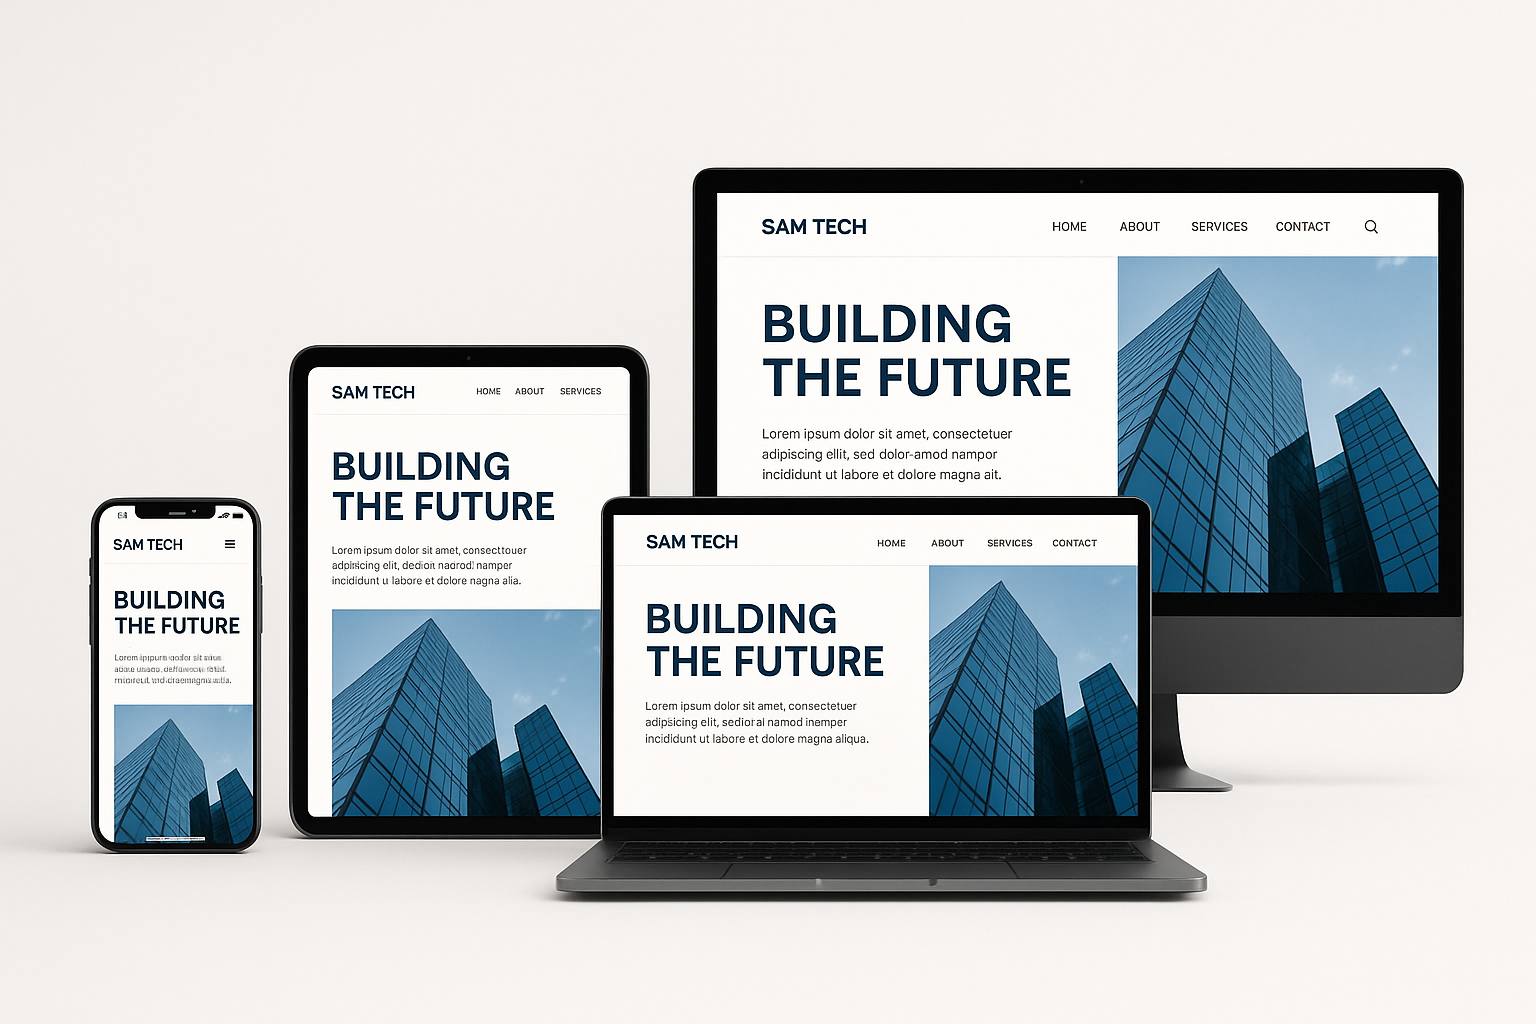 SAM TECH
HOME ABOUT SERVICES CONTACT
BUILDING
THE FUTURE
Lorem ipsum dolor sit amet, consectetuer
adipiscing ellit, sed dolor-amod nampor
incididunt ut labore et dolore magna ait.
SAM TECH
HOME ABOUT SERVICES
BUILDING
THE FUTURE
Lorem ipsum dolor sit amet, consecttouer
adipiscing elit, dedion naorod! namper
incididunt u labore et dolore nagna alia.
SAM TECH
BUILDING
THE FUTURE
SAM TECH
HOME ABOUT SERVICES CONTACT
BUILDING
THE FUTURE
Lorem ipsum dolor sit amet, consectetuer
adipisicing elit, sedioral namod inemper
incididunt ut labore et dolore magna aliqua.